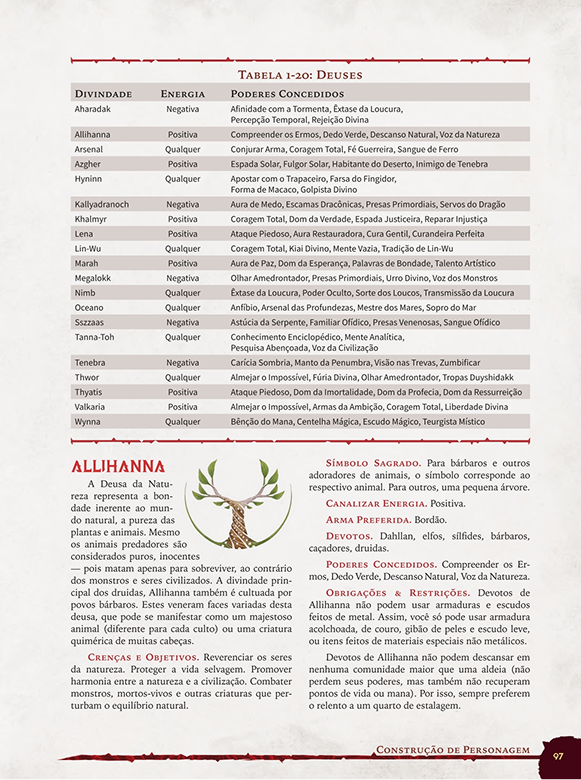 Tabela 1-20: Deuses
Divindade Energia Poderes Concedidos
Aharadak Negativa Afinidade com a Tormenta, Êxtase da Loucura,
Percepção Temporal, Rejeição Divina
Allihanna Positiva Compreender os Ermos, Dedo Verde, Descanso Natural, Voz da Natureza
Arsenal Qualquer Conjurar Arma, Coragem Total, Fé Guerreira, Sangue de Ferro
Azgher Positiva Espada Solar, Fulgor Solar, Habitante do Deserto, Inimigo de Tenebra
Hyninn Qualquer Apostar com o Trapaceiro, Farsa do Fingidor,
Forma de Macaco, Golpista Divino
Kallyadranoch Negativa Aura de Medo, Escamas Dracônicas, Presas Primordiais, Servos do Dragão
Khalmyr Positiva Coragem Total, Dom da Verdade, Espada Justiceira, Reparar Injustiça
Lena Positiva Ataque Piedoso, Aura Restauradora, Cura Gentil, Curandeira Perfeita
Lin-Wu Qualquer Coragem Total, Kiai Divino, Mente Vazia, Tradição de Lin-Wu
Marah Positiva Aura de Paz, Dom da Esperança, Palavras de Bondade, Talento Artístico
Megalokk Negativa Olhar Amedrontador, Presas Primordiais, Urro Divino, Voz dos Monstros
Nimb Qualquer Êxtase da Loucura, Poder Oculto, Sorte dos Loucos, Transmissão da Loucura
Oceano Qualquer Anfíbio, Arsenal das Profundezas, Mestre dos Mares, Sopro do Mar
Sszzaas Negativa Astúcia da Serpente, Familiar Ofídico, Presas Venenosas, Sangue Ofídico
Tanna-Toh Qualquer Conhecimento Enciclopédico, Mente Analítica,
Pesquisa Abençoada, Voz da Civilização
Tenebra Negativa Carícia Sombria, Manto da Penumbra, Visão nas Trevas, Zumbificar
Thwor Qualquer Almejar o Impossível, Fúria Divina, Olhar Amedrontador, Tropas Duyshidakk
Thyatis Positiva Ataque Piedoso, Dom da Imortalidade, Dom da Profecia, Dom da Ressurreição
Valkaria Positiva Almejar o Impossível, Armas da Ambição, Coragem Total, Liberdade Divina
Wynna Qualquer Bênção do Mana, Centelha Mágica, Escudo Mágico, Teurgista Místico
Allihanna
A Deusa da Natu-
reza representa a bon-
dade inerente ao mun-
do natural, a pureza das
plantas e animais. Mesmo
os animais predadores são
considerados puros, inocentes
— pois matam apenas para sobreviver, ao contrário
dos monstros e seres civilizados. A divindade prin-
cipal dos druidas, Allihanna também é cultuada por
povos bárbaros. Estes veneram faces variadas desta
deusa, que pode se manifestar como um majestoso
animal (diferente para cada culto) ou uma criatura
quimérica de muitas cabeças.
Crenças e Objetivos. Reverenciar os seres
da natureza. Proteger a vida selvagem. Promover
harmonia entre a natureza e a civilização. Combater
monstros, mortos-vivos e outras criaturas que per-
turbam o equilíbrio natural.
Símbolo Sagrado. Para bárbaros e outros
adoradores de animais, o símbolo corresponde ao
respectivo animal. Para outros, uma pequena árvore.
Canalizar Energia. Positiva.
Arma Preferida. Bordão.
Devotos. Dahllan, elfos, sílfides, bárbaros,
caçadores, druidas.
Poderes Concedidos. Compreender os Er-
mos, Dedo Verde, Descanso Natural, Voz da Natureza.
Obrigações & Restrições. Devotos de
Allihanna não podem usar armaduras e escudos
feitos de metal. Assim, você só pode usar armadura
acolchoada, de couro, gibão de peles e escudo leve,
ou itens feitos de materiais especiais não metálicos.
Devotos de Allihanna não podem descansar em
nenhuma comunidade maior que uma aldeia (não
perdem seus poderes, mas também não recuperam
pontos de vida ou mana). Por isso, sempre preferem
o relento a um quarto de estalagem.
Construção de Personagem 97